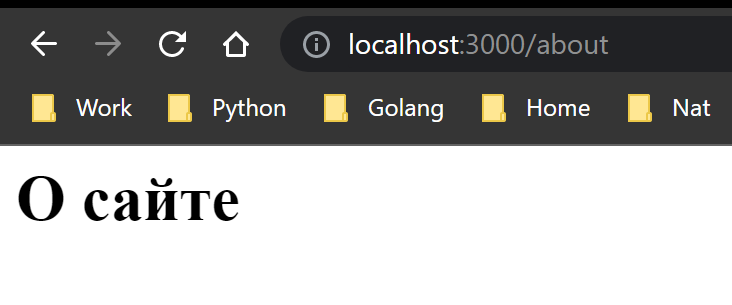 localhost:3000/about
Work Python Golang Home Nat
О сайте